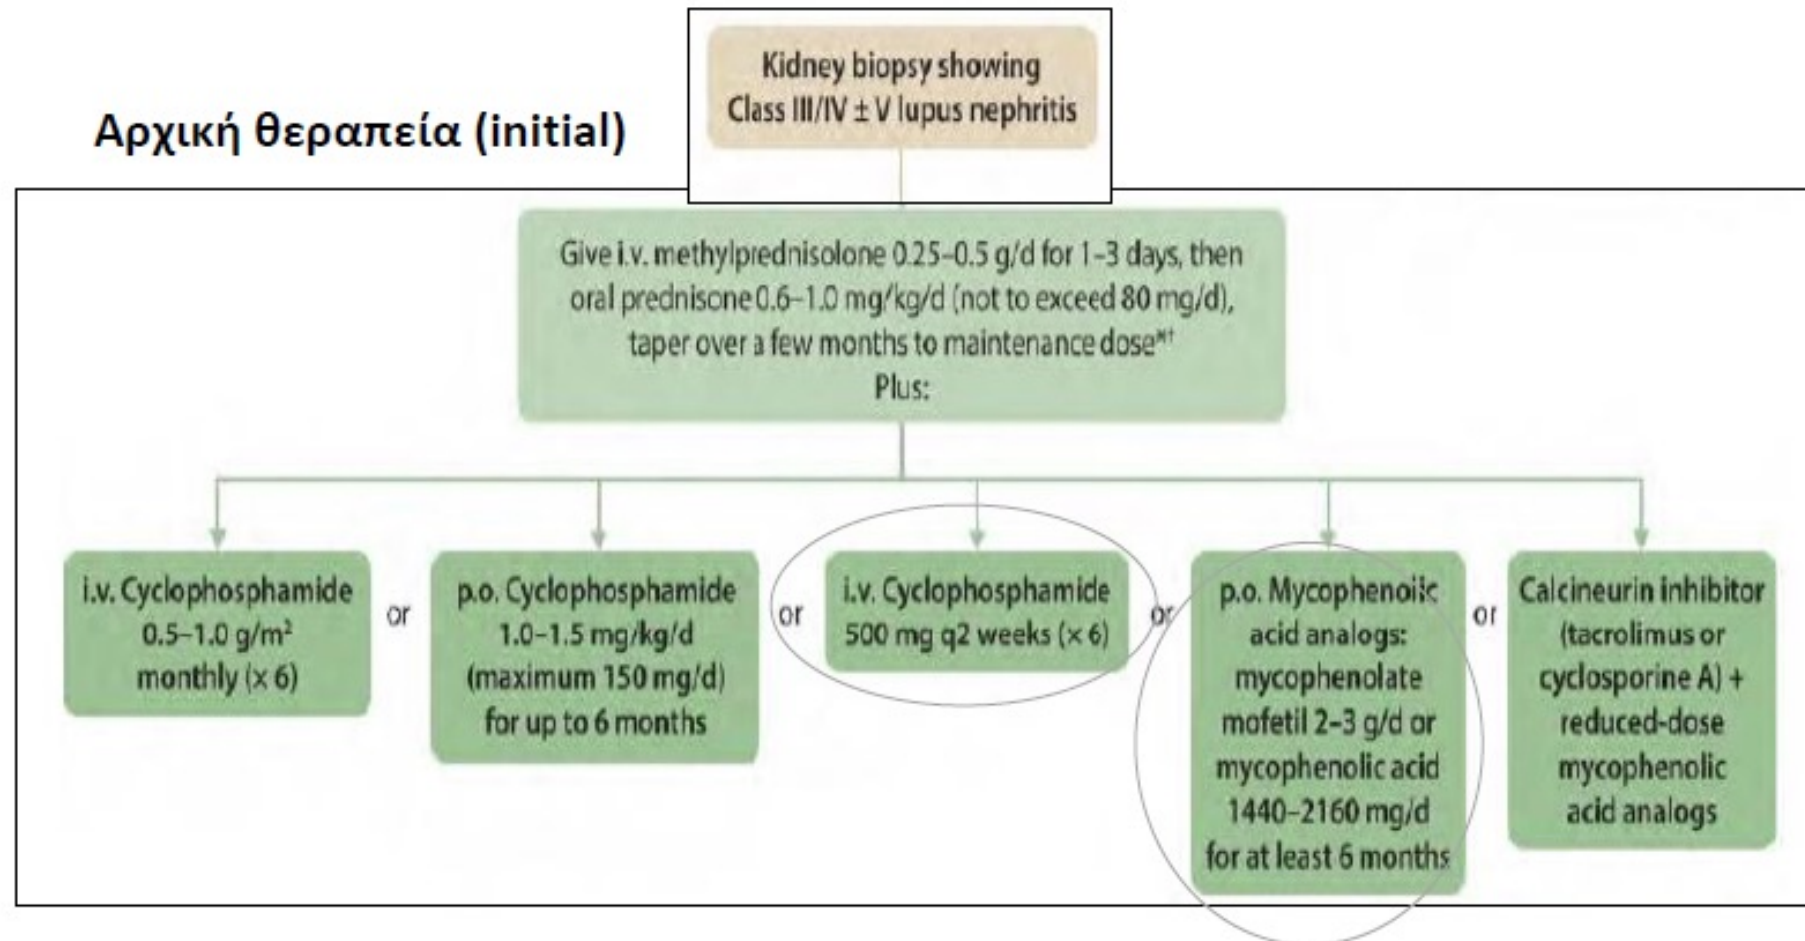 Kidney biopsy showing
Class III/IV ± V lupus nephritis
Αρχική θεραπεία (initial)
Give i.v. methylprednisolone 0.25–0.5 g/d for 1–3 days, then
oral prednisone 0.6–1.0 mg/kg/d (not to exceed 80 mg/d),
taper over a few months to maintenance dose*†
Plus:
i.v. Cyclophosphamide
0.5–1.0 g/m²
monthly (× 6)
or
p.o. Cyclophosphamide
1.0–1.5 mg/kg/d
(maximum 150 mg/d)
for up to 6 months
or
i.v. Cyclophosphamide
500 mg q2 weeks (× 6)
or
p.o. Mycophenolic
acid analogs:
mycophenolate
mofetil 2–3 g/d or
mycophenolic acid
1440–2160 mg/d
for at least 6 months
or
Calcineurin inhibitor
(tacrolimus or
cyclosporine A) +
reduced-dose
mycophenolic
acid analogs